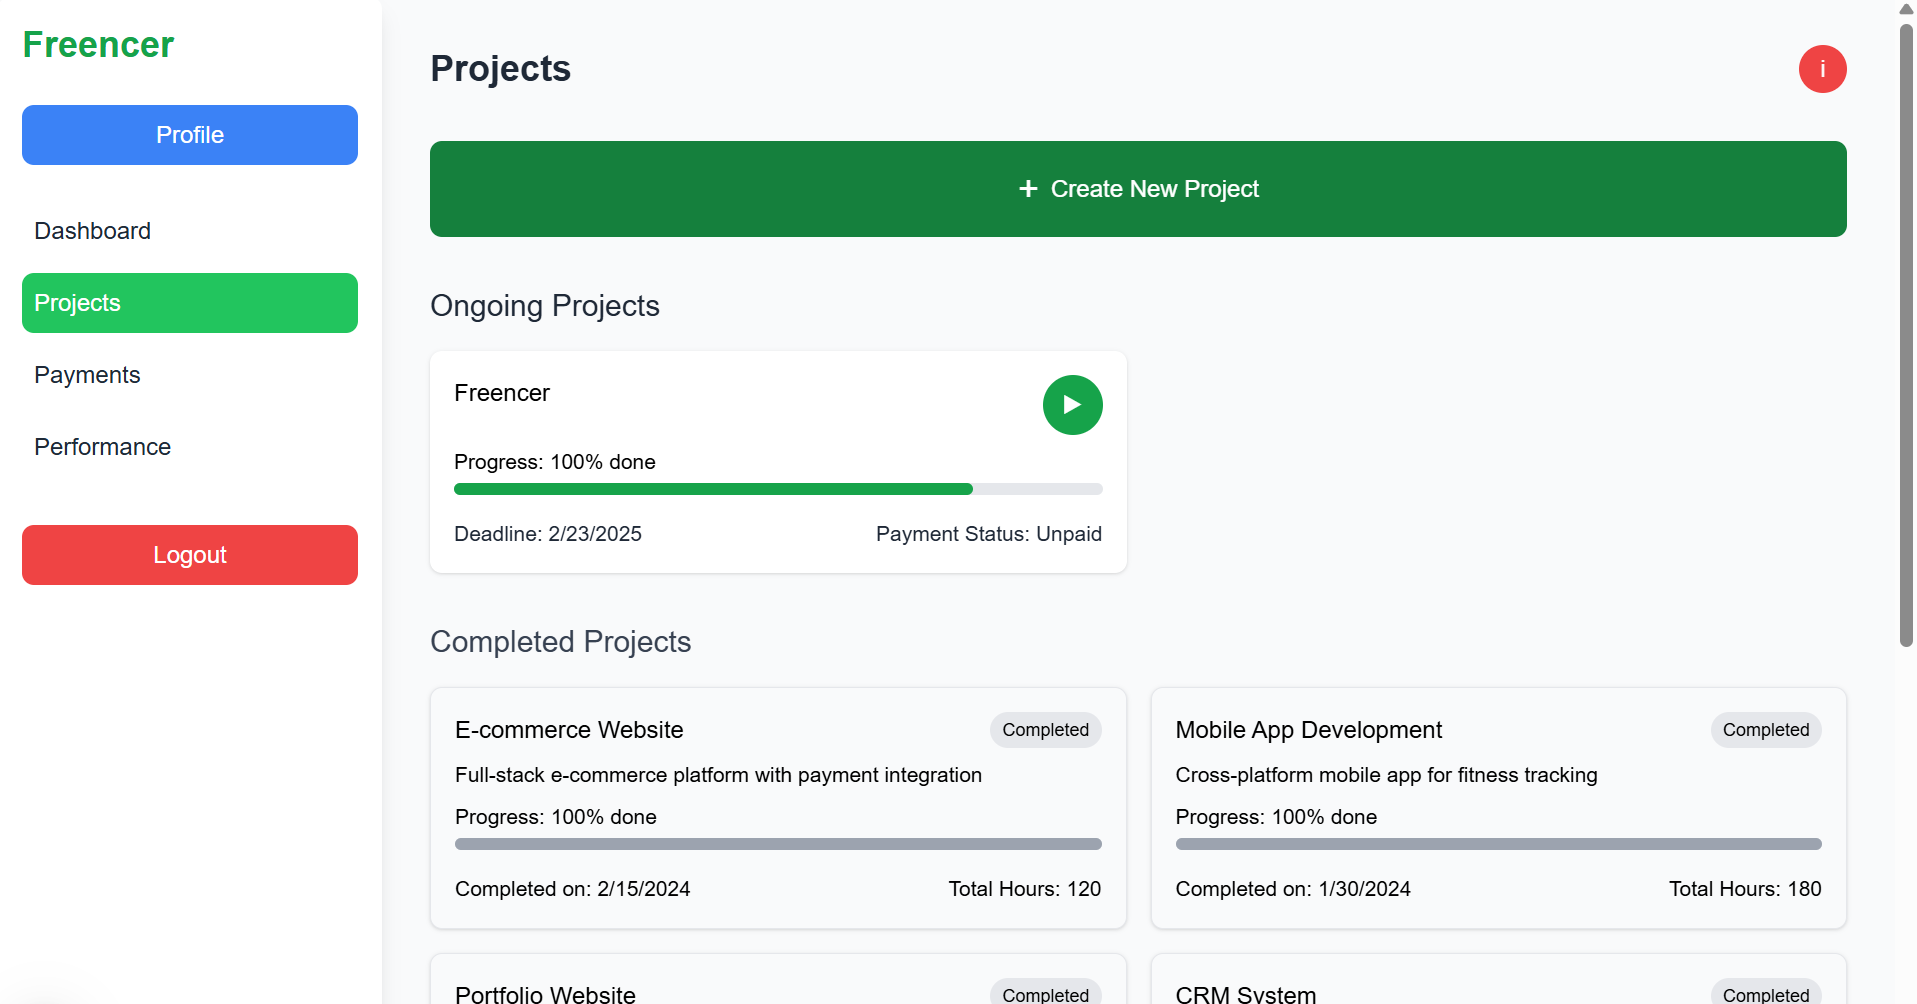 Freencer
Profile
Dashboard
Projects
Payments
Performance
Logout
Projects
i
+ Create New Project
Ongoing Projects
Freencer
Progress: 100% done
Deadline: 2/23/2025 Payment Status: Unpaid
Completed Projects
E-commerce Website Completed
Full-stack e-commerce platform with payment integration
Progress: 100% done
Completed on: 2/15/2024 Total Hours: 120
Mobile App Development Completed
Cross-platform mobile app for fitness tracking
Progress: 100% done
Completed on: 1/30/2024 Total Hours: 180
Portfolio Website Completed
CRM System Completed